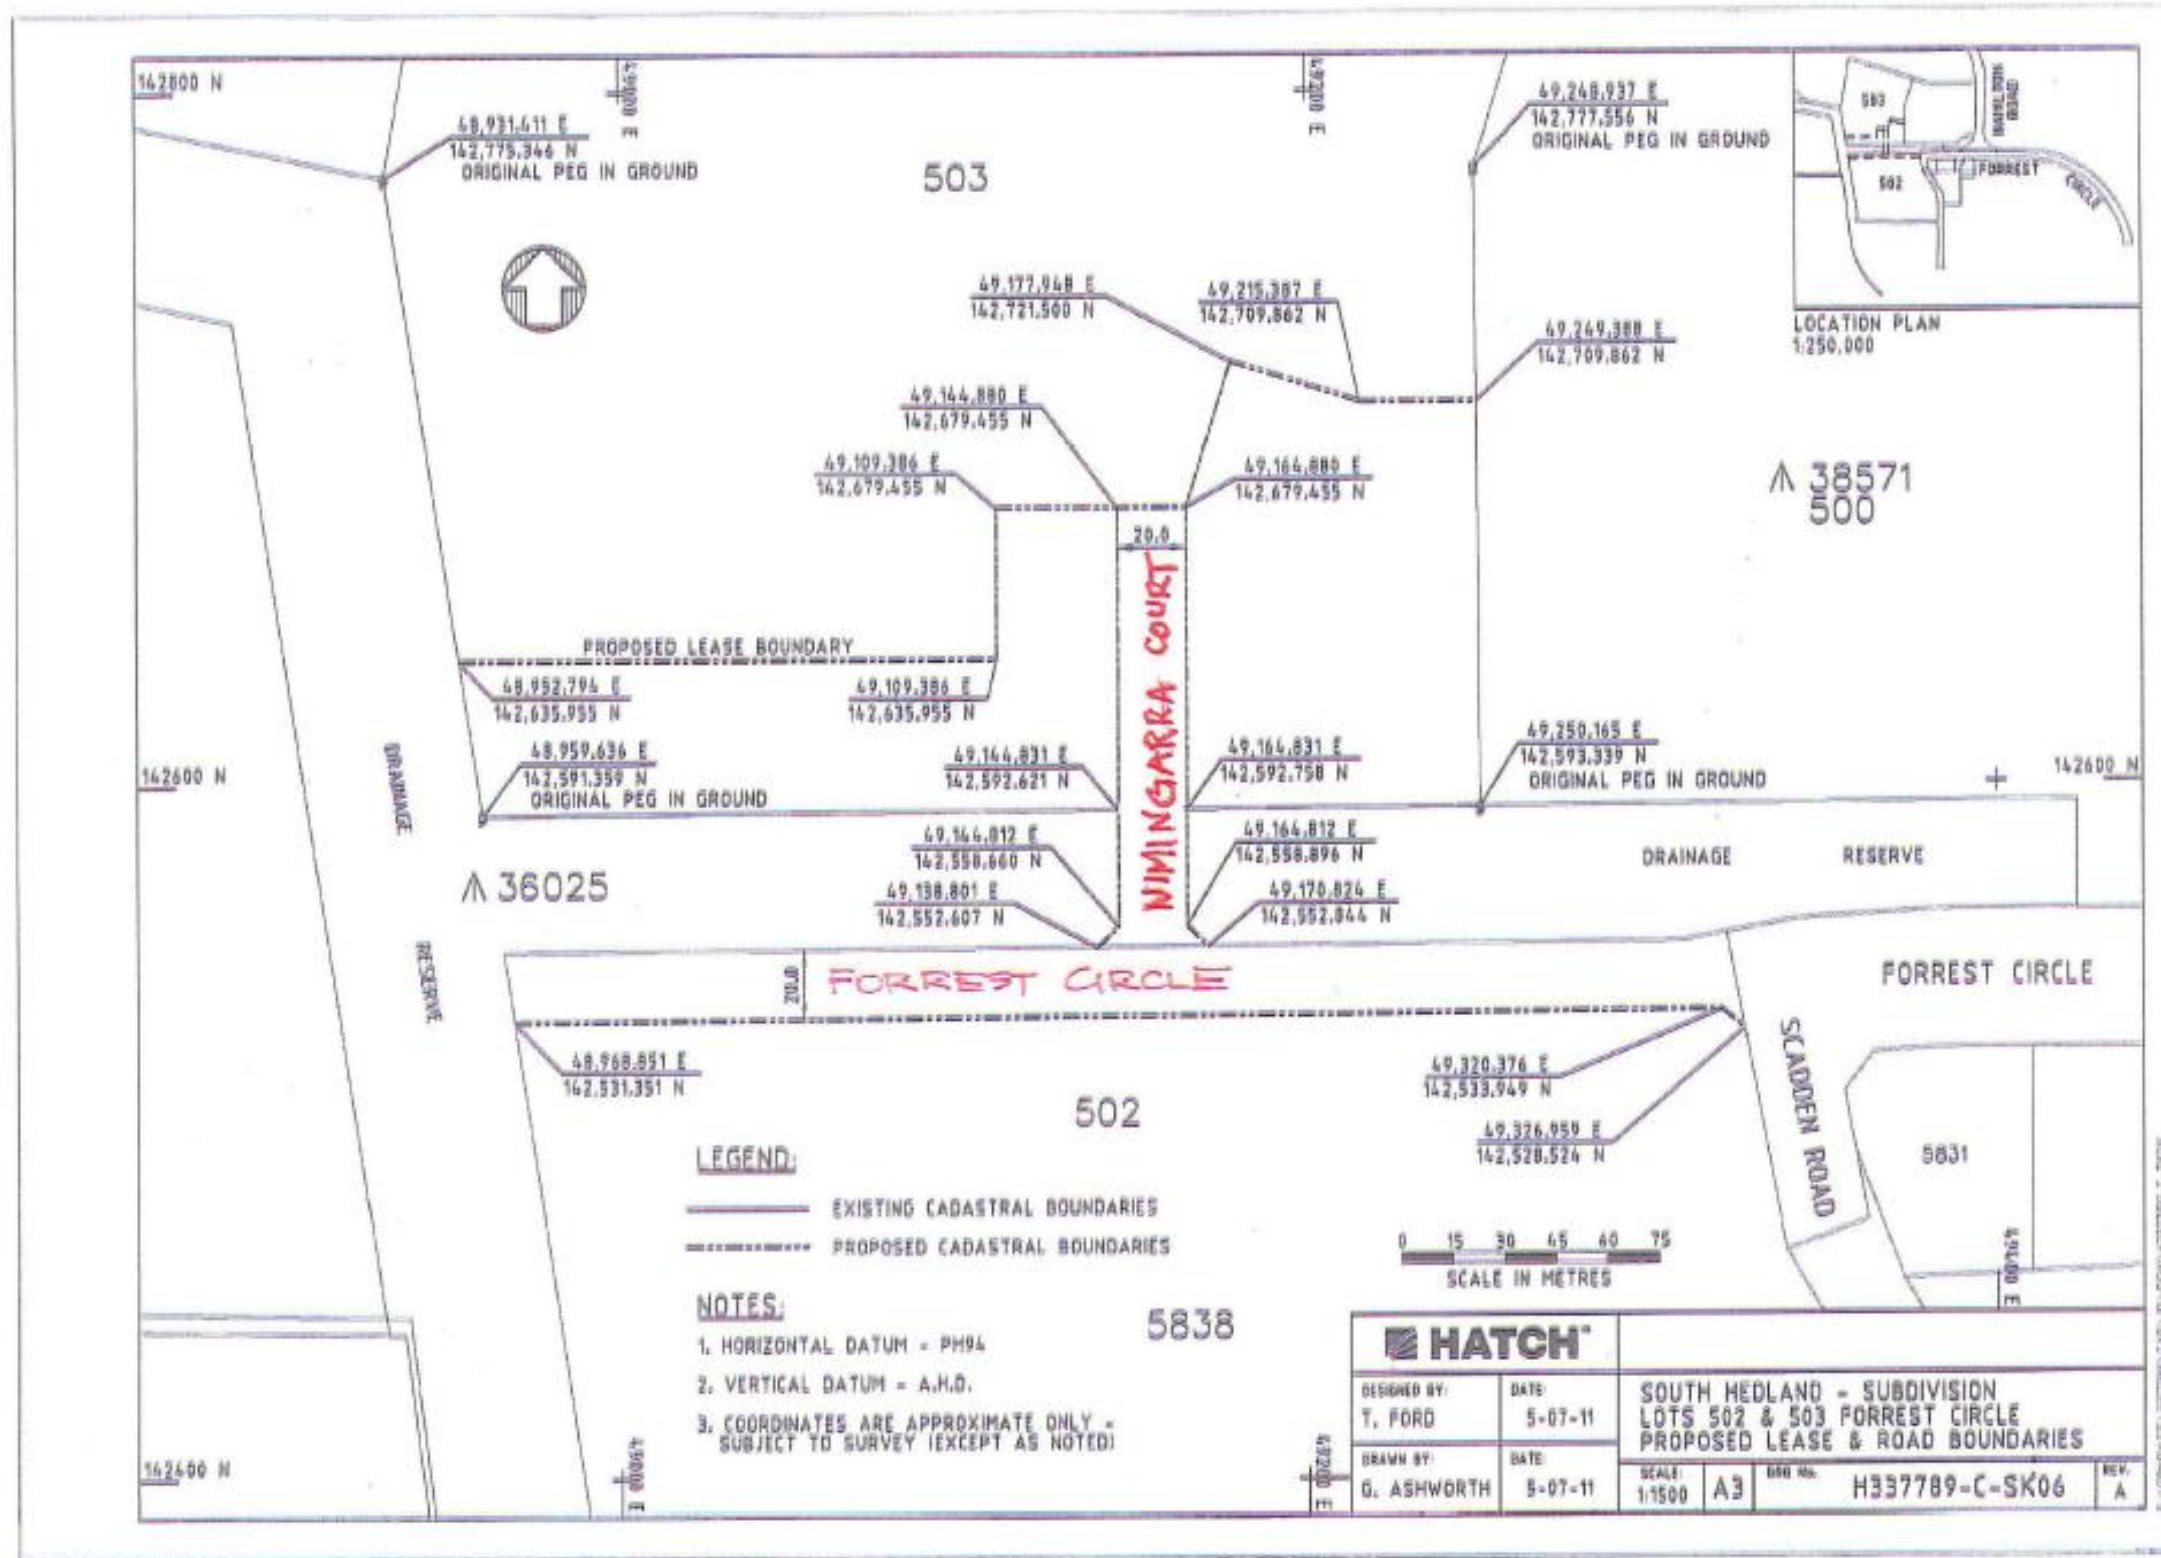 142800 N
49000 E
49200 E
48,931.411 E
142,775.346 N
ORIGINAL PEG IN GROUND
503
49,248.937 E
142,777.556 N
ORIGINAL PEG IN GROUND
503
502
FORREST
CIRCLE
ROAD
LOCATION PLAN
1:250,000
49,177.948 E
142,721.500 N
49,215.387 E
142,709.862 N
49,249.388 E
142,709.862 N
49,144.880 E
142,679.455 N
49,109.386 E
142,679.455 N
49,164.880 E
142,679.455 N
38571
500
20.0
NIMINGARRA COURT
PROPOSED LEASE BOUNDARY
48,952.794 E
142,635.955 N
49,109.386 E
142,635.955 N
48,959.636 E
142,591.359 N
ORIGINAL PEG IN GROUND
49,144.831 E
142,592.621 N
49,164.831 E
142,592.758 N
49,250.165 E
142,593.339 N
ORIGINAL PEG IN GROUND
142600 N
142600 N
DRAINAGE
RESERVE
49,144.812 E
142,558.660 N
49,164.812 E
142,558.896 N
DRAINAGE RESERVE
36025
49,138.801 E
142,552.607 N
49,170.824 E
142,552.844 N
20.0
FORREST CIRCLE
FORREST CIRCLE
SCADDEN ROAD
48,968.851 E
142,531.351 N
49,320.376 E
142,533.949 N
49,326.959 E
142,528.524 N
502
5831
LEGEND:
EXISTING CADASTRAL BOUNDARIES
PROPOSED CADASTRAL BOUNDARIES
0 15 30 45 60 75
SCALE IN METRES
49400 E
NOTES:
1. HORIZONTAL DATUM = PH94
2. VERTICAL DATUM = A.H.D.
3. COORDINATES ARE APPROXIMATE ONLY -
SUBJECT TO SURVEY (EXCEPT AS NOTED)
5838
142400 N
49000 E
49200 E
HATCH
DESIGNED BY:
T. FORD
DATE:
5-07-11
DRAWN BY:
G. ASHWORTH
DATE:
5-07-11
SOUTH HEDLAND - SUBDIVISION
LOTS 502 & 503 FORREST CIRCLE
PROPOSED LEASE & ROAD BOUNDARIES
SCALE:
1:1500
A3
DRG No.
H337789-C-SK06
REV.
A